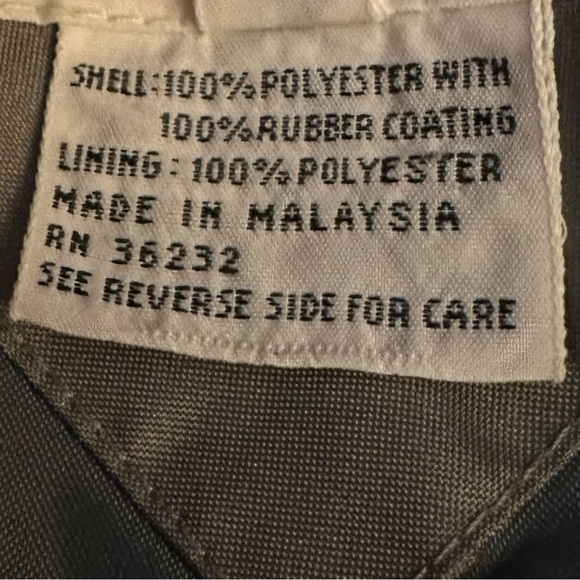 SHELL:100%POLYESTER WITH
100%RUBBER COATING
LINING:100%POLYESTER
MADE IN MALAYSIA
RN 36232
SEE REVERSE SIDE FOR CARE